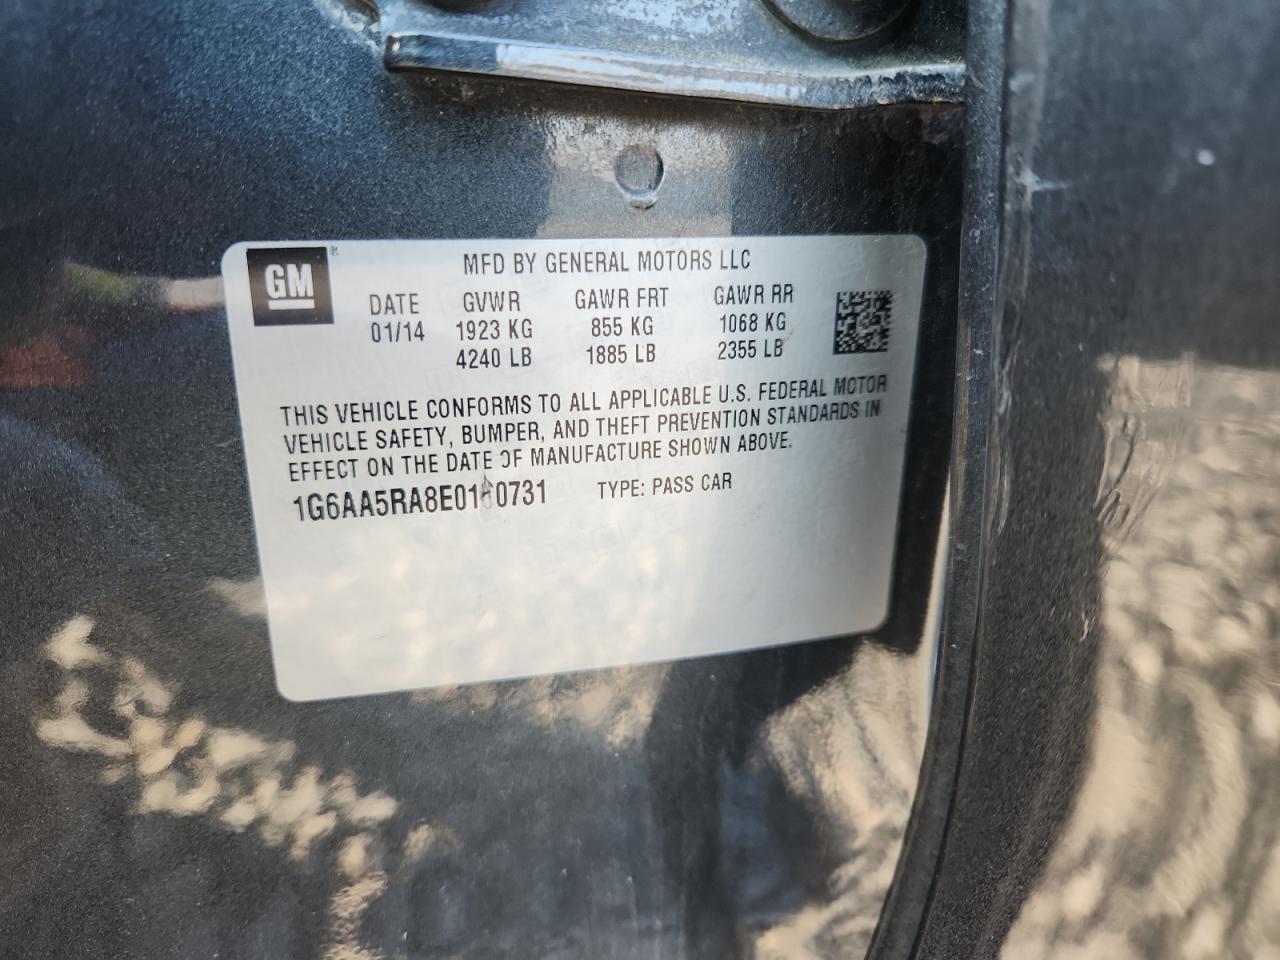 GM
MFD BY GENERAL MOTORS LLC
DATE GVWR GAWR FRT GAWR RR
01/14 1923 KG 855 KG 1068 KG
4240 LB 1885 LB 2355 LB
THIS VEHICLE CONFORMS TO ALL APPLICABLE U.S. FEDERAL MOTOR
VEHICLE SAFETY, BUMPER, AND THEFT PREVENTION STANDARDS IN
EFFECT ON THE DATE OF MANUFACTURE SHOWN ABOVE.
1G6AA5RA8E0160731 TYPE: PASS CAR